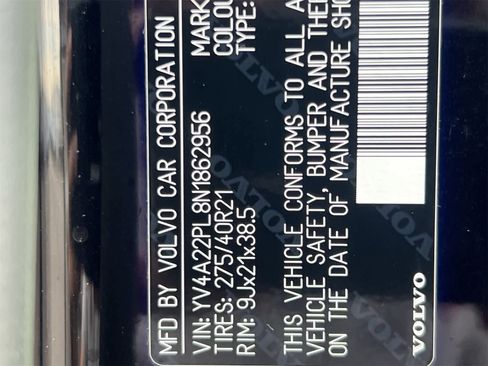 MFD BY VOLVO CAR CORPORATION
VIN: YV4A22PL8N1862956 MARK
TIRES: 275/40R21 COLOU
RIM: 9Jx21x38.5 TYPE:
THIS VEHICLE CONFORMS TO ALL A
VEHICLE SAFETY, BUMPER AND THE
ON THE DATE OF MANUFACTURE SHO
VOLVO